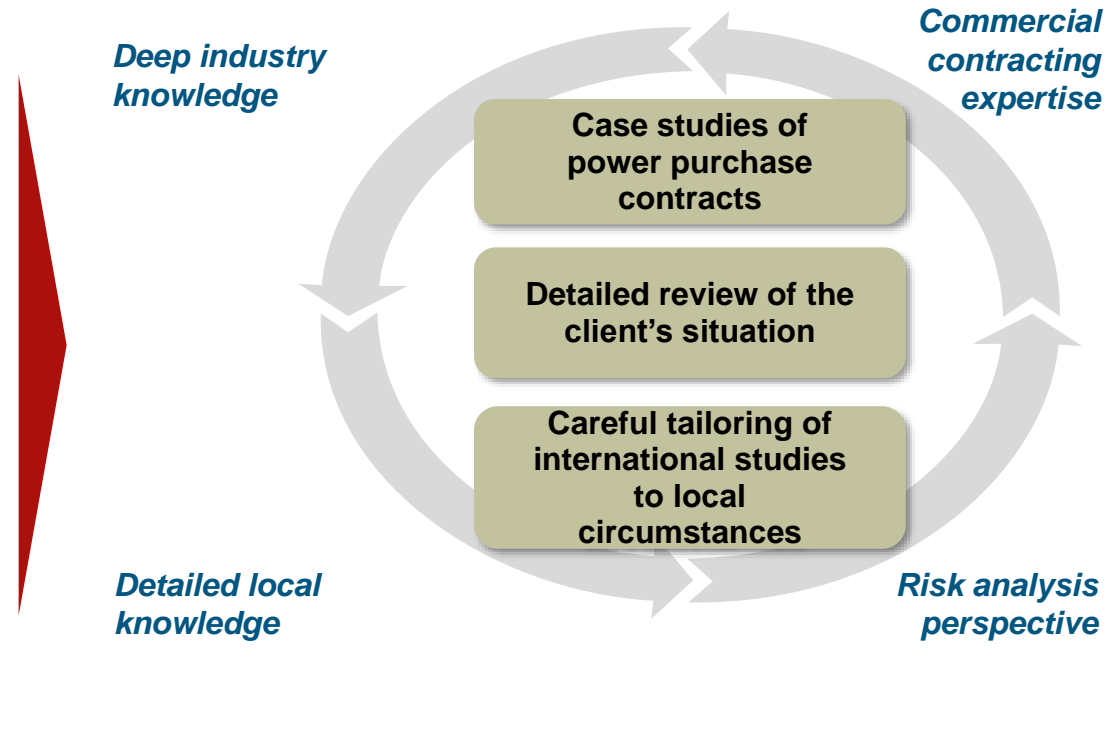 Deep industry
knowledge
Commercial
contracting
expertise
Case studies of
power purchase
contracts
Detailed review of the
client’s situation
Careful tailoring of
international studies
to local
circumstances
Detailed local
knowledge
Risk analysis
perspective